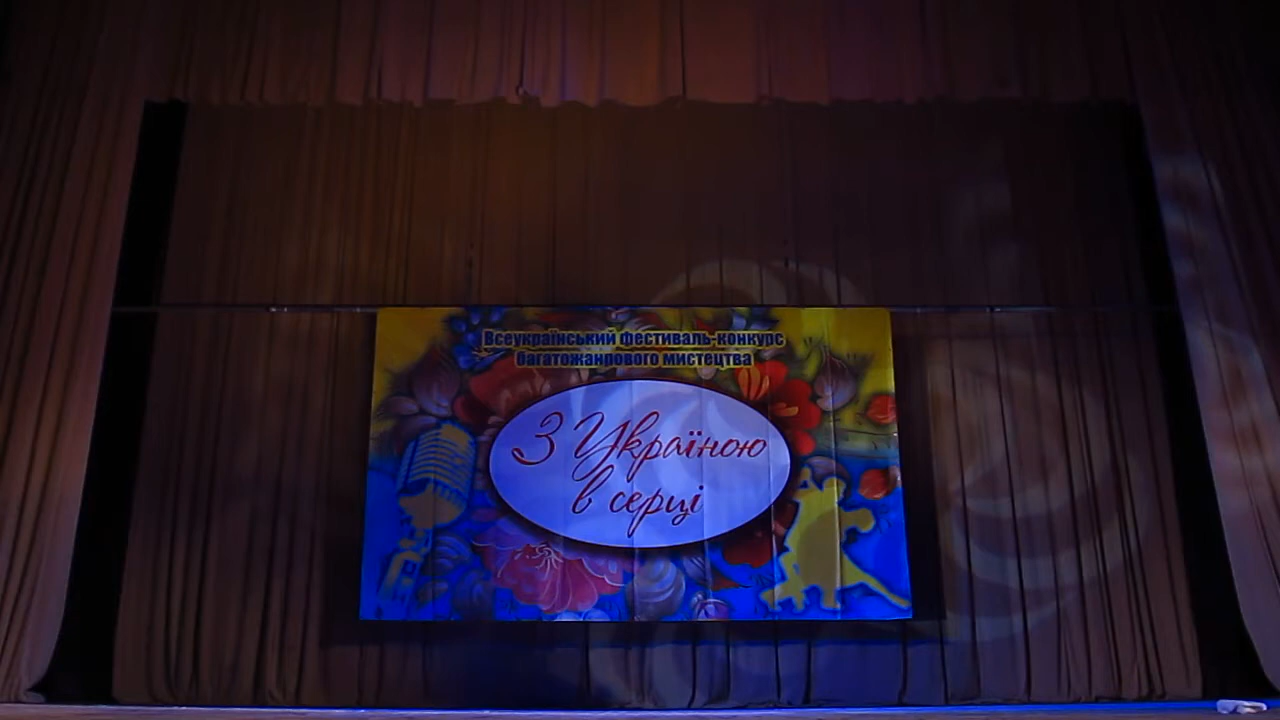 Всеукраїнський фестиваль-конкурс
багатожанрового мистецтва
З Україною
в серці